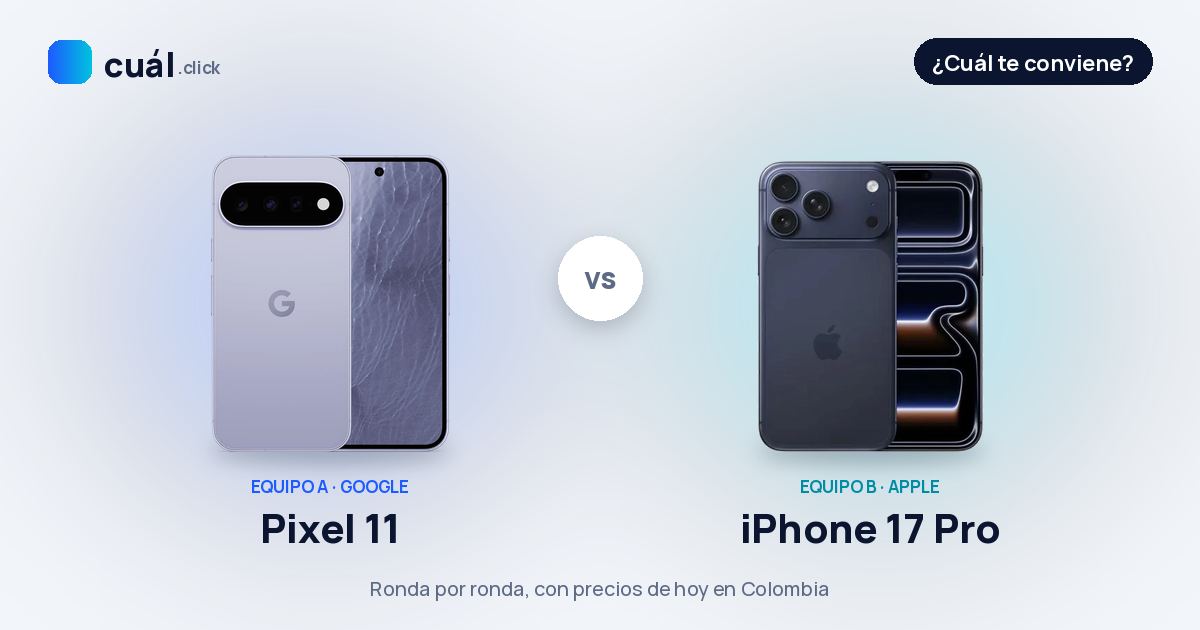 cuál.click
¿Cuál te conviene?
G
VS
EQUIPO A · GOOGLE
Pixel 11
EQUIPO B · APPLE
iPhone 17 Pro
Ronda por ronda, con precios de hoy en Colombia